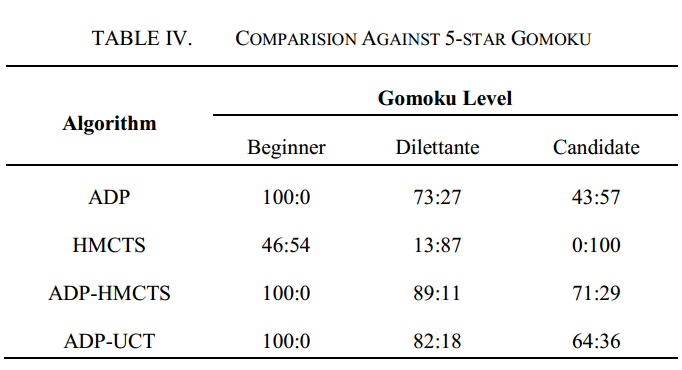 TABLE IV. COMPARISION AGAINST 5-STAR GOMOKU
Algorithm
Gomoku Level
Beginner Dilettante Candidate
ADP 100:0 73:27 43:57
HMCTS 46:54 13:87 0:100
ADP-HMCTS 100:0 89:11 71:29
ADP-UCT 100:0 82:18 64:36